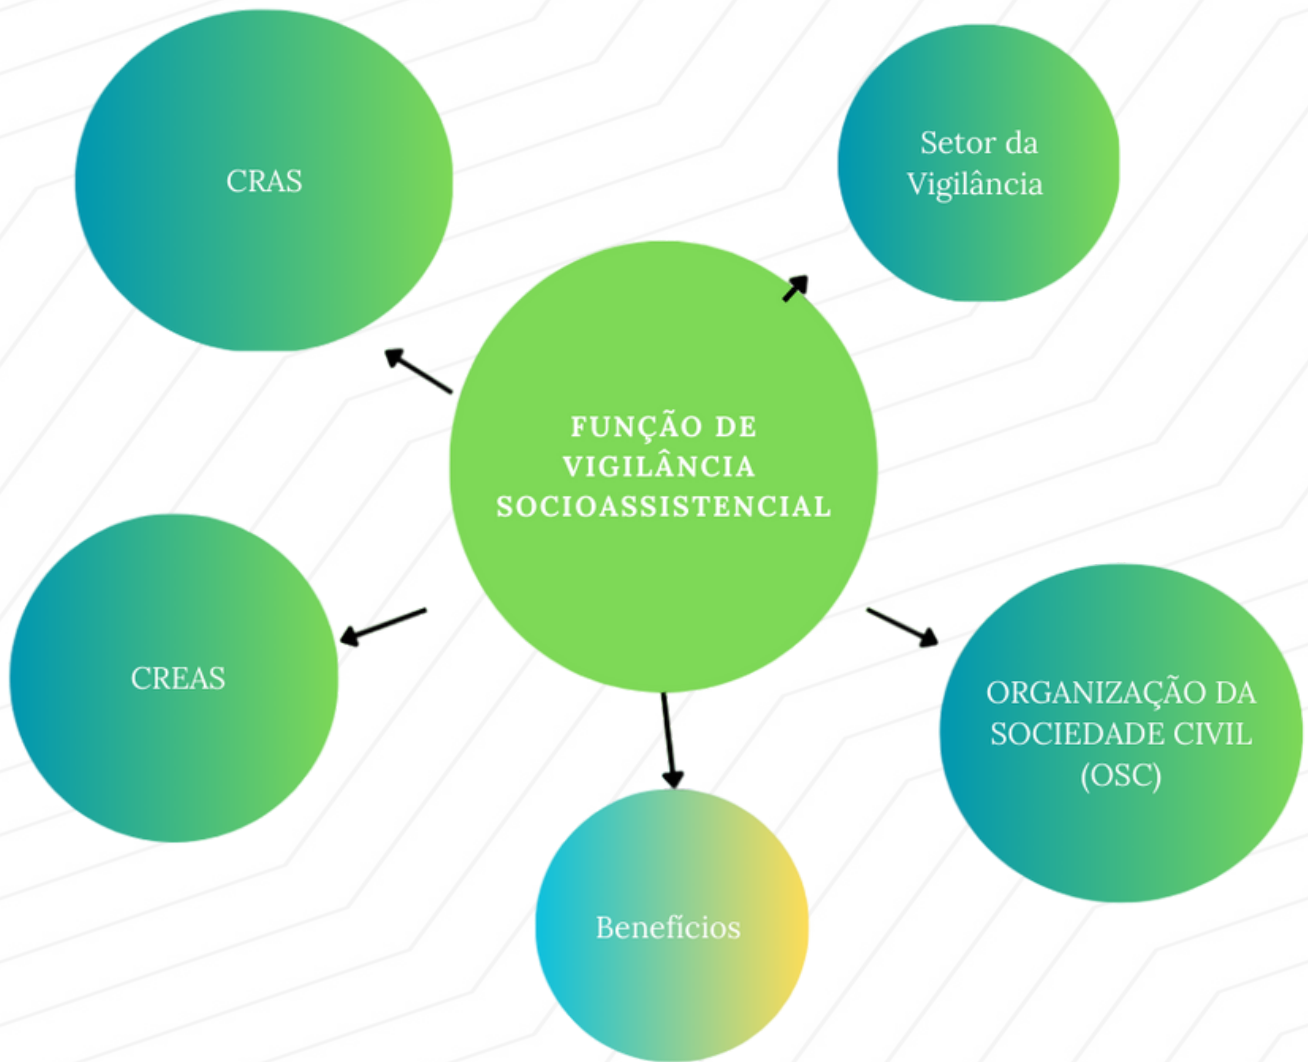 CRAS
Setor da
Vigilância
FUNÇÃO DE
VIGILÂNCIA
SOCIOASSISTENCIAL
CREAS
ORGANIZAÇÃO DA
SOCIEDADE CIVIL
(OSC)
Benefícios